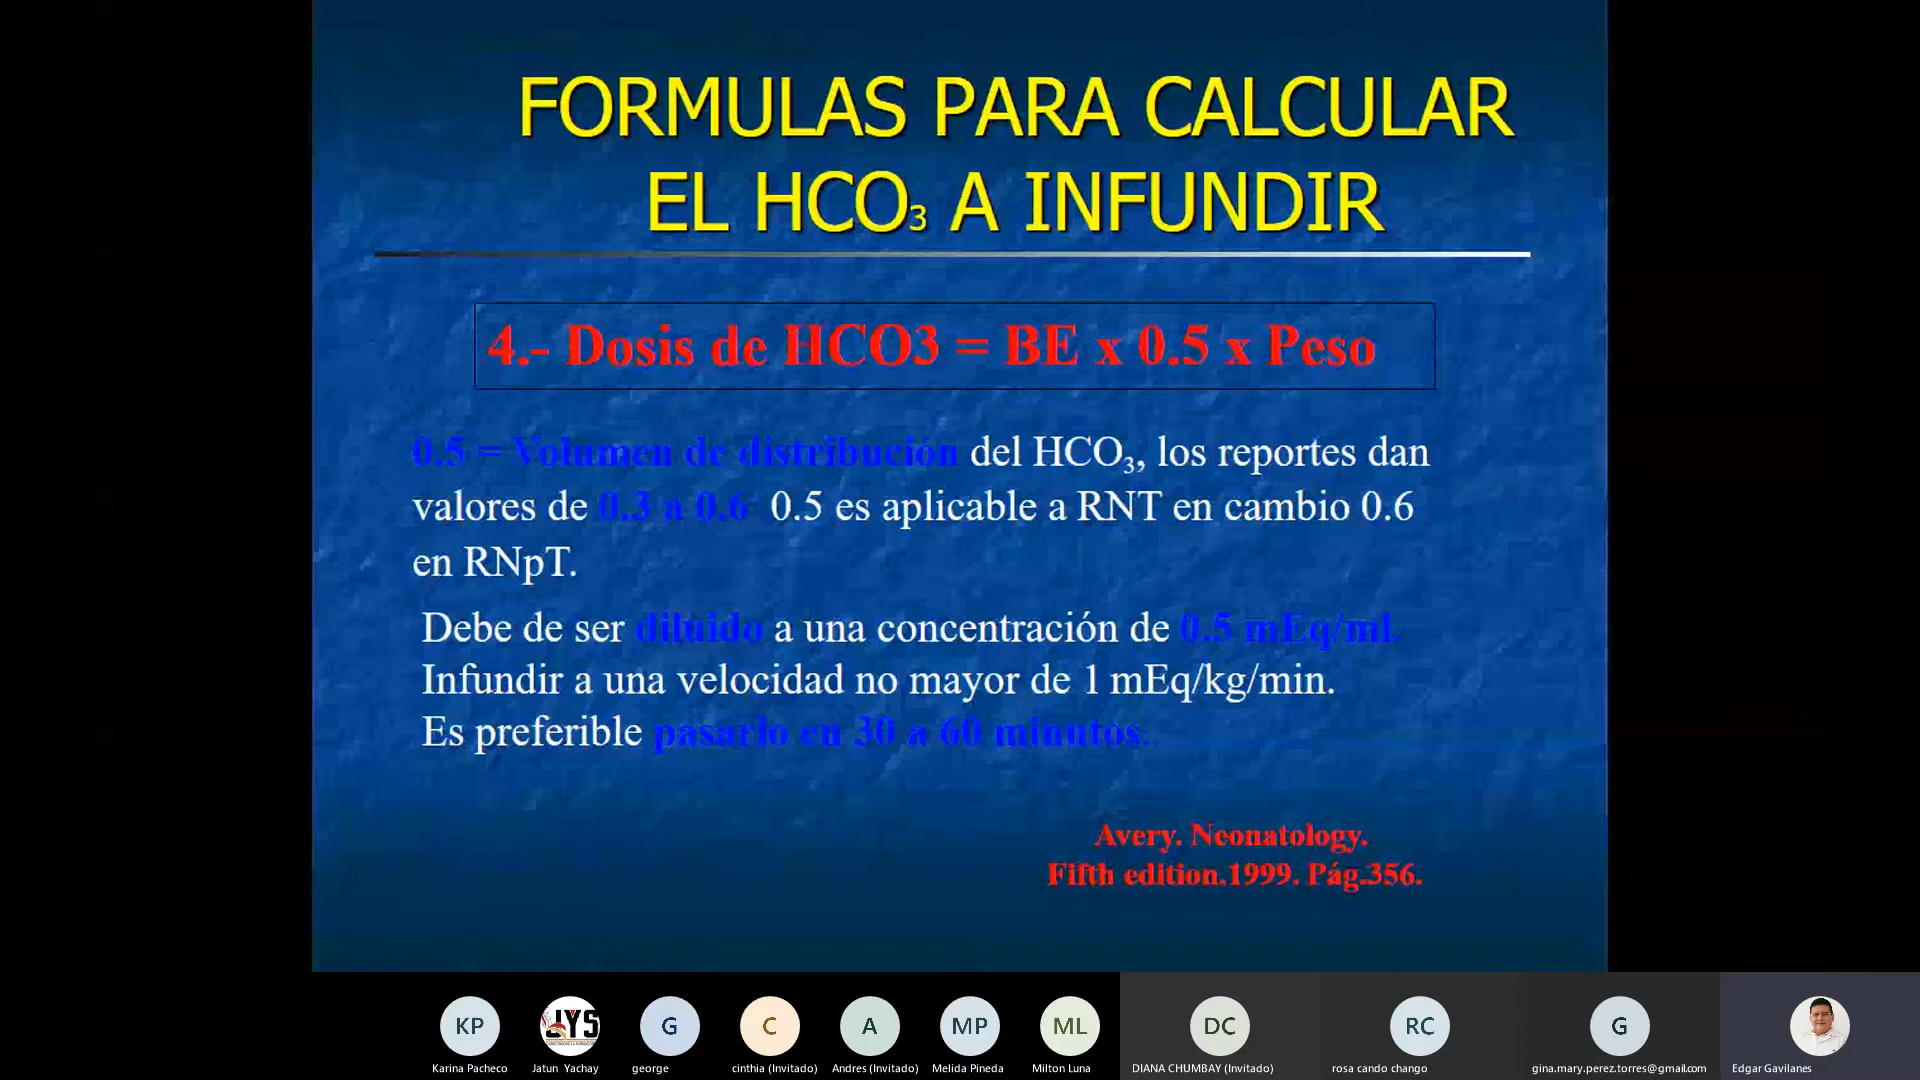 FORMULAS PARA CALCULAR
EL HCO₃ A INFUNDIR
4.- Dosis de HCO3 = BE x 0.5 x Peso
0.5 = Volumen de distribución del HCO₃, los reportes dan
valores de 0.3 a 0.6 0.5 es aplicable a RNT en cambio 0.6
en RNpT.
Debe de ser diluido a una concentración de 0.5 mEq/ml.
Infundir a una velocidad no mayor de 1 mEq/kg/min.
Es preferible pasarlo en 30 a 60 minutos.
Avery. Neonatology.
Fifth edition.1999. Pág.356.
KP
JYS
G
C
A
MP
ML
DC
RC
G
Karina Pacheco
Jatun Yachay
george
cinthia (Invitado)
Andres (Invitado)
Melida Pineda
Milton Luna
DIANA CHUMBAY (Invitado)
rosa cando chango
gina.mary.perez.torres@gmail.com
Edgar Gavilanes